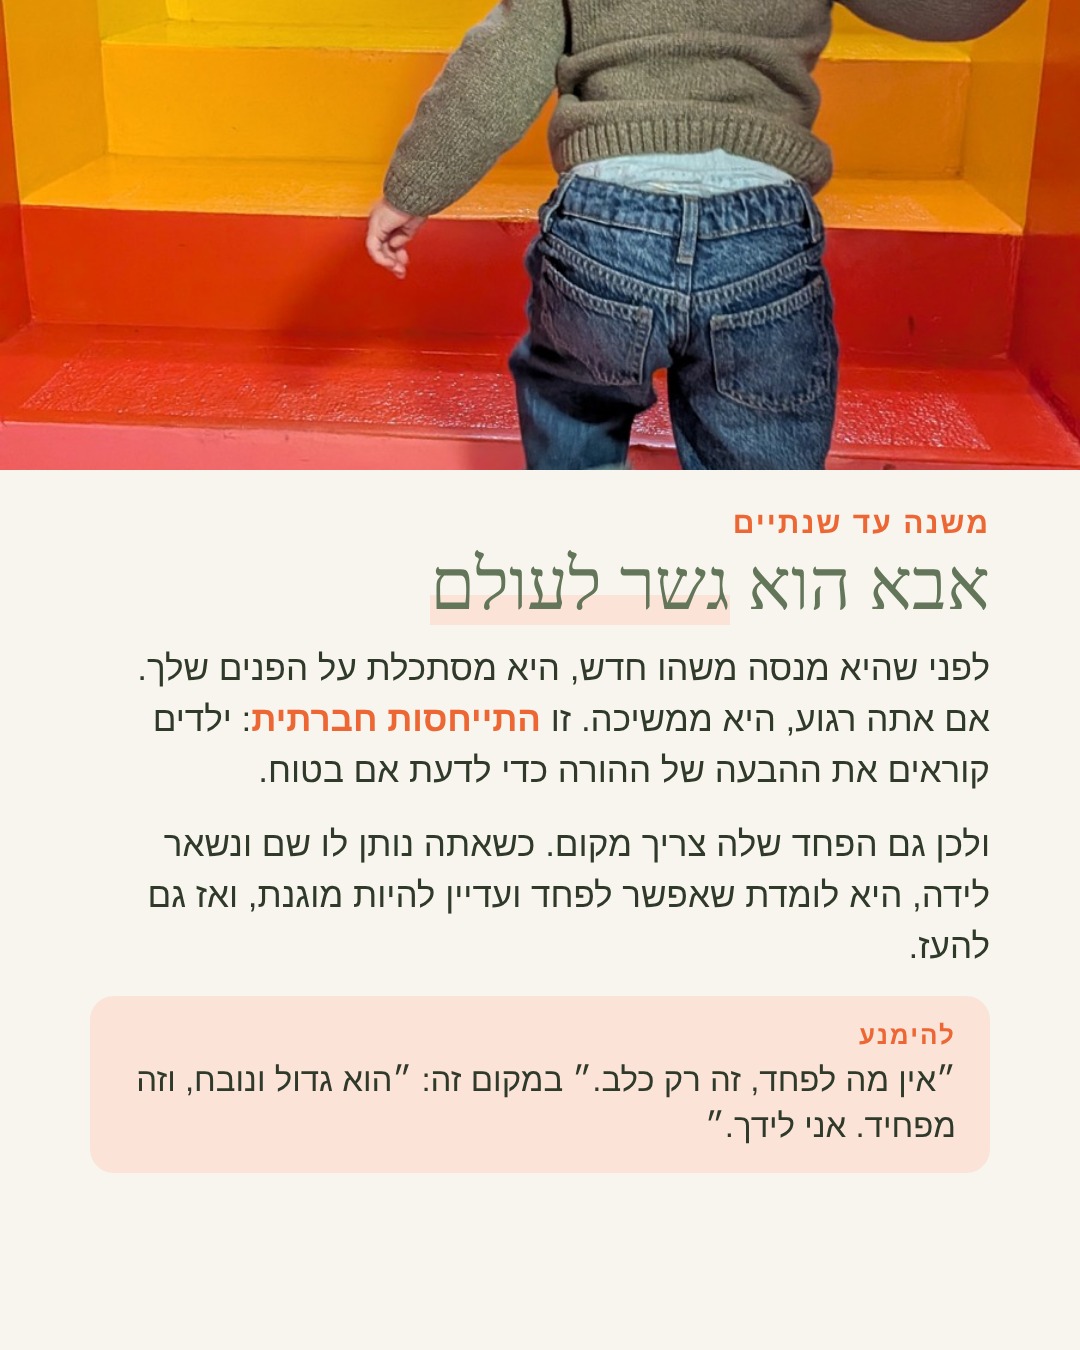 משנה עד שנתיים
אבא הוא גשר לעולם
לפני שהיא מנסה משהו חדש, היא מסתכלת על הפנים שלך.
אם אתה רגוע, היא ממשיכה. זו התייחסות חברתית: ילדים
קוראים את ההבעה של ההורה כדי לדעת אם בטוח.
ולכן גם הפחד שלה צריך מקום. כשאתה נותן לו שם ונשאר
לידה, היא לומדת שאפשר לפחד ועדיין להיות מוגנת, ואז גם
להעז.
להימנע
״אין מה לפחד, זה רק כלב.״ במקום זה: ״הוא גדול ונובח, וזה
מפחיד. אני לידך.״